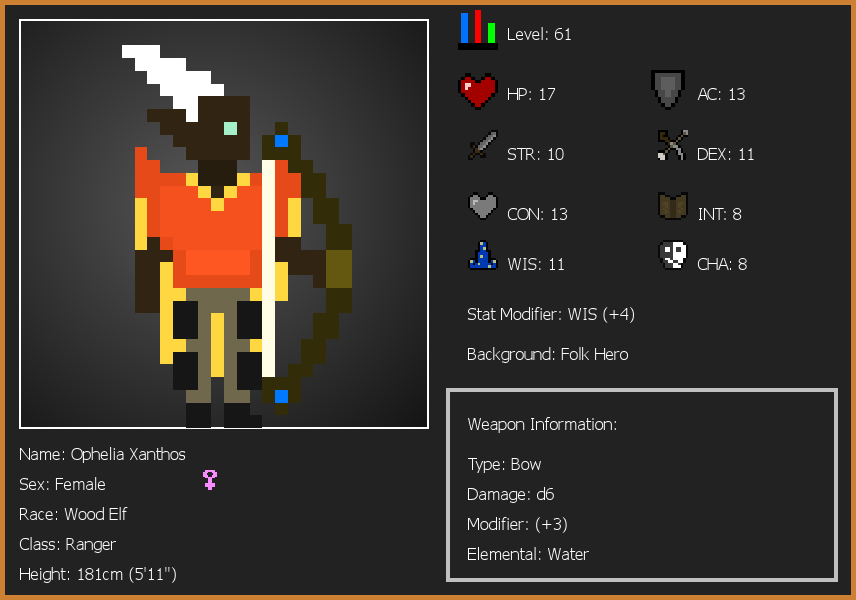 Level: 61
HP: 17
AC: 13
STR: 10
DEX: 11
CON: 13
INT: 8
WIS: 11
CHA: 8
Stat Modifier: WIS (+4)
Background: Folk Hero
Weapon Information:
Type: Bow
Damage: d6
Modifier: (+3)
Elemental: Water
Name: Ophelia Xanthos
Sex: Female
Race: Wood Elf
Class: Ranger
Height: 181cm (5'11")